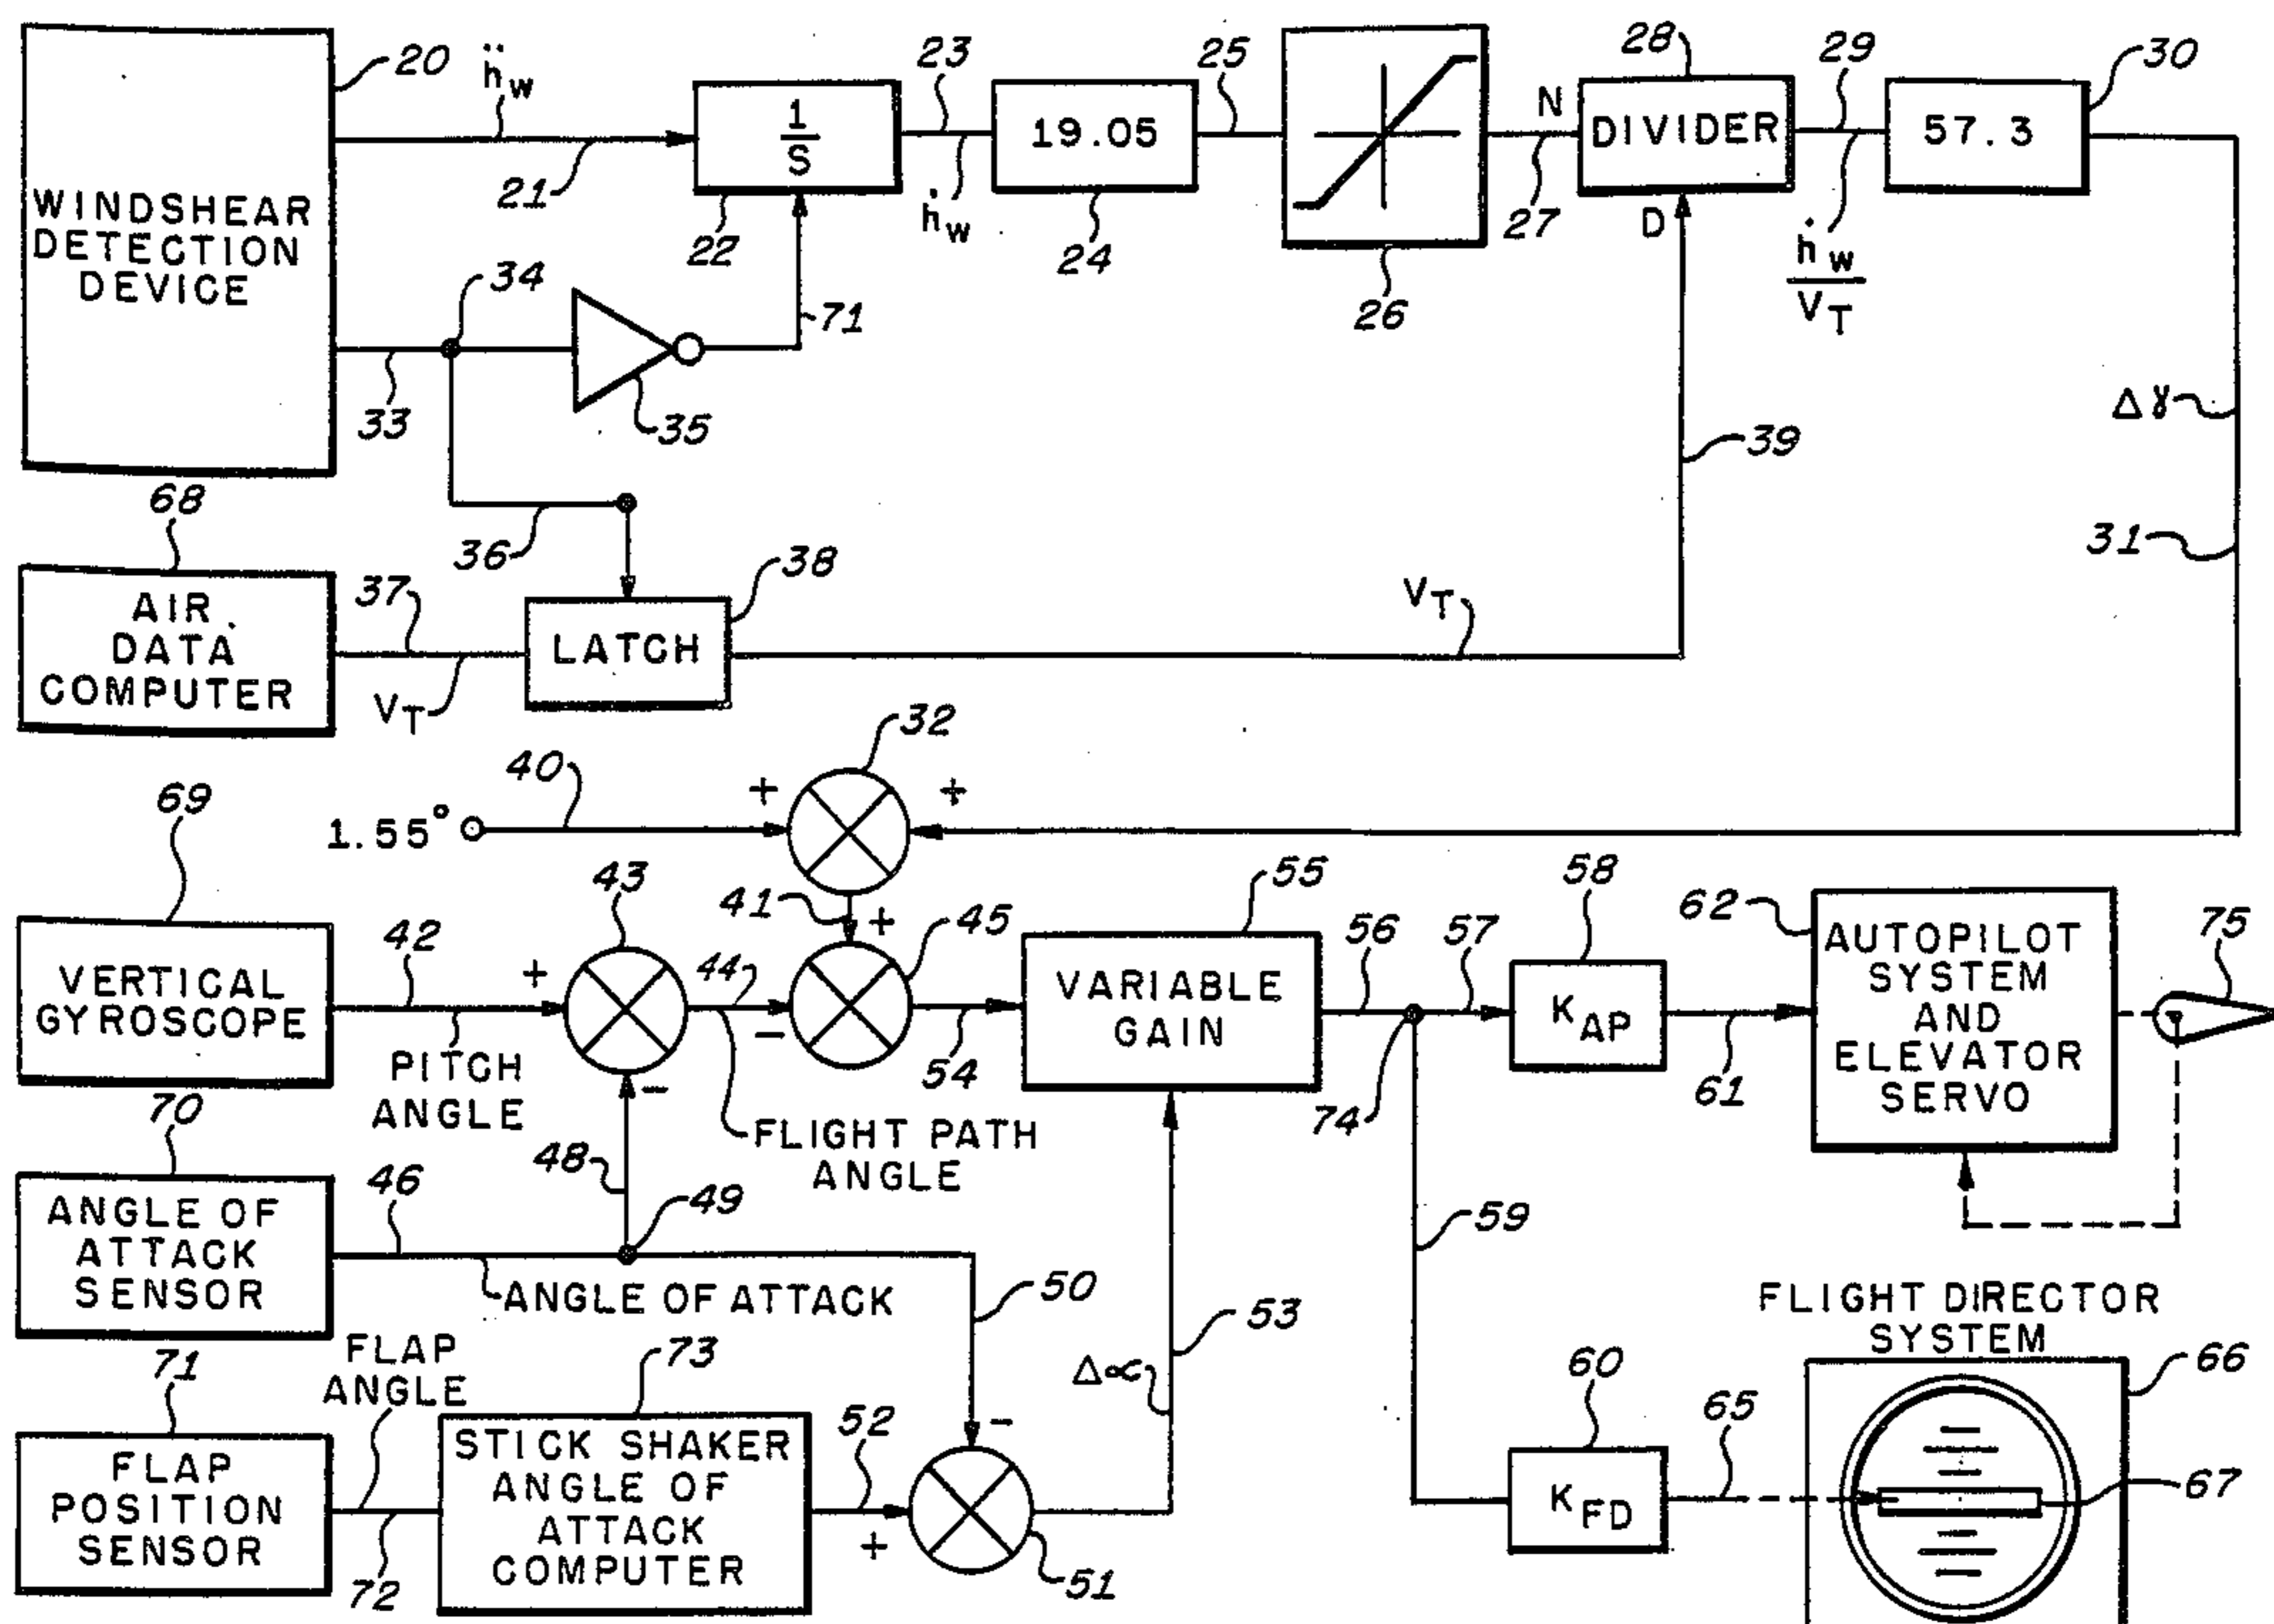 20
ḧw
23
25
28
29
30
WINDSHEAR
DETECTION
DEVICE
1
S
19.05
N
DIVIDER
57.3
21
22
ḣw
24
26
27
D
ḣw
VT
34
71
33
35
39
Δγ
68
36
38
31
AIR
DATA
COMPUTER
37
VT
LATCH
VT
32
40
+
+
69
1.55°
43
41
+
45
55
58
62
75
VERTICAL
GYROSCOPE
42
+
44
−
54
VARIABLE
GAIN
56
57
KAP
61
AUTOPILOT
SYSTEM
AND
ELEVATOR
SERVO
PITCH
ANGLE
−
74
70
48
FLIGHT PATH
ANGLE
46
49
59
ANGLE OF
ATTACK
SENSOR
ANGLE OF ATTACK
50
53
FLIGHT DIRECTOR
SYSTEM
71
FLAP
ANGLE
73
Δ∝
60
66
FLAP
POSITION
SENSOR
72
STICK SHAKER
ANGLE OF
ATTACK
COMPUTER
52
+
−
51
KFD
65
67